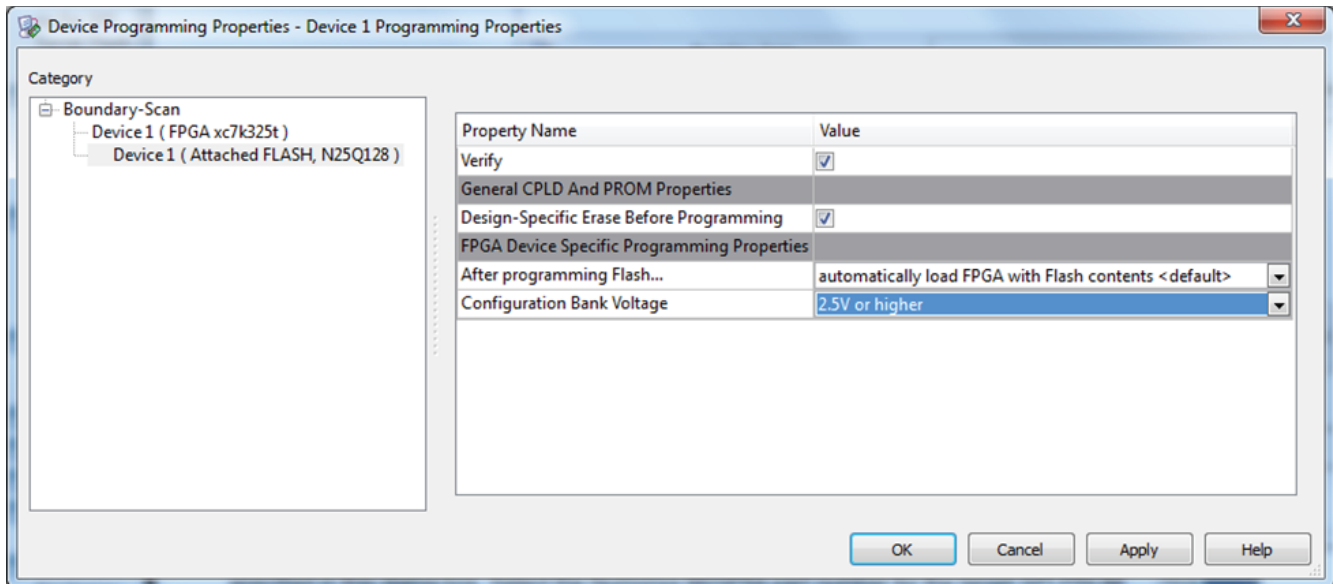 Device Programming Properties - Device 1 Programming Properties
Category
Boundary-Scan
Device 1 ( FPGA xc7k325t )
Device 1 ( Attached FLASH, N25Q128 )
Property Name Value
Verify
General CPLD And PROM Properties
Design-Specific Erase Before Programming
FPGA Device Specific Programming Properties
After programming Flash... automatically load FPGA with Flash contents <default>
Configuration Bank Voltage 2.5V or higher
OK Cancel Apply Help